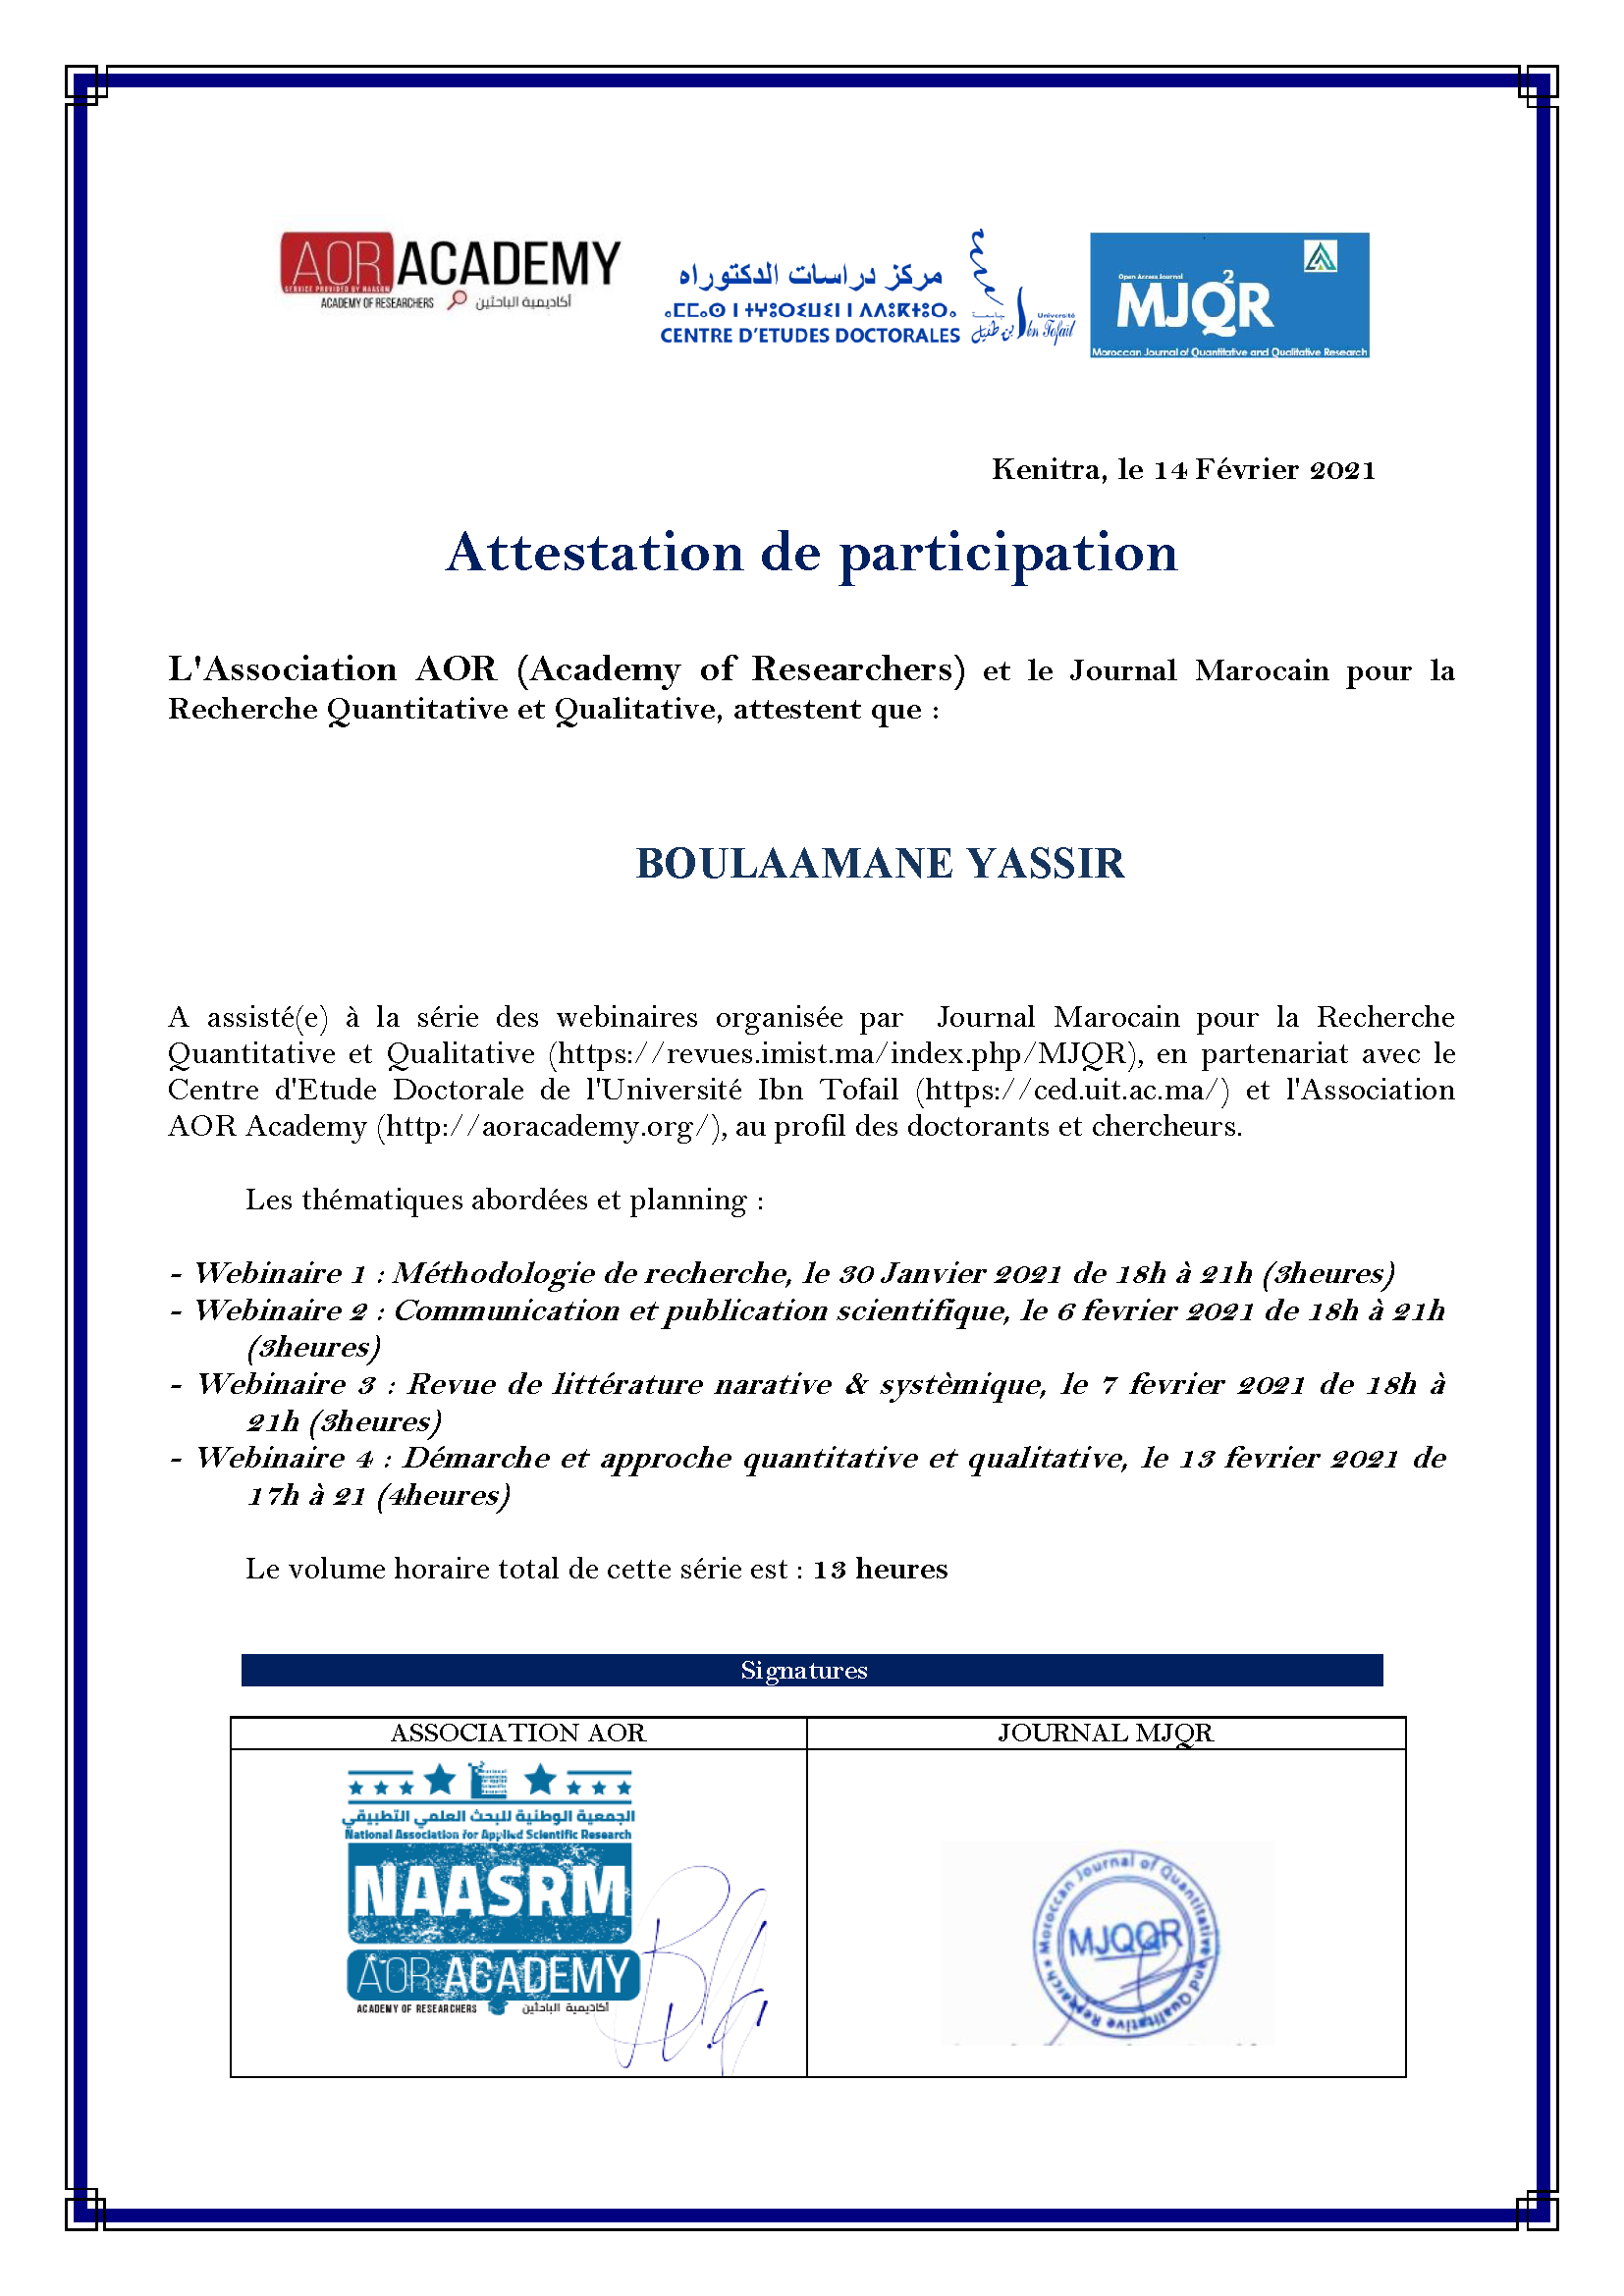 AOR ACADEMY
SERVICE PROVIDED BY NAASRM
ACADEMY OF RESEARCHERS أكاديمية الباحثين
مركز دراسات الدكتوراه
ⴰⵎⵎⴰⵙ ⵏ ⵜⵖⵓⵔⵉⵡⵉⵏ ⵏ ⴷⴷⵓⴽⵜⵓⵔⴰ
CENTRE D'ETUDES DOCTORALES
Université
جامعة
ابن طفيل Ibn Tofail
Open Access Journal
MJQ2R
Moroccan Journal of Quantitative and Qualitative Research
Kenitra, le 14 Février 2021
Attestation de participation
L'Association AOR (Academy of Researchers) et le Journal Marocain pour la
Recherche Quantitative et Qualitative, attestent que :
BOULAAMANE YASSIR
A assisté(e) à la série des webinaires organisée par Journal Marocain pour la Recherche
Quantitative et Qualitative (https://revues.imist.ma/index.php/MJQR), en partenariat avec le
Centre d'Etude Doctorale de l'Université Ibn Tofail (https://ced.uit.ac.ma/) et l'Association
AOR Academy (http://aoracademy.org/), au profil des doctorants et chercheurs.
Les thématiques abordées et planning :
- Webinaire 1 : Méthodologie de recherche, le 30 Janvier 2021 de 18h à 21h (3heures)
- Webinaire 2 : Communication et publication scientifique, le 6 fevrier 2021 de 18h à 21h
(3heures)
- Webinaire 3 : Revue de littérature narative & systèmique, le 7 fevrier 2021 de 18h à
21h (3heures)
- Webinaire 4 : Démarche et approche quantitative et qualitative, le 13 fevrier 2021 de
17h à 21 (4heures)
Le volume horaire total de cette série est : 13 heures
Signatures
ASSOCIATION AOR
JOURNAL MJQR
الجمعية الوطنية للبحث العلمي التطبيقي
National Association for Applied Scientific Research
NAASRM
AOR ACADEMY
ACADEMY OF RESEARCHERS أكاديمية الباحثين
Moroccan Journal of Quantitative and Qualitative Research
MJQQR